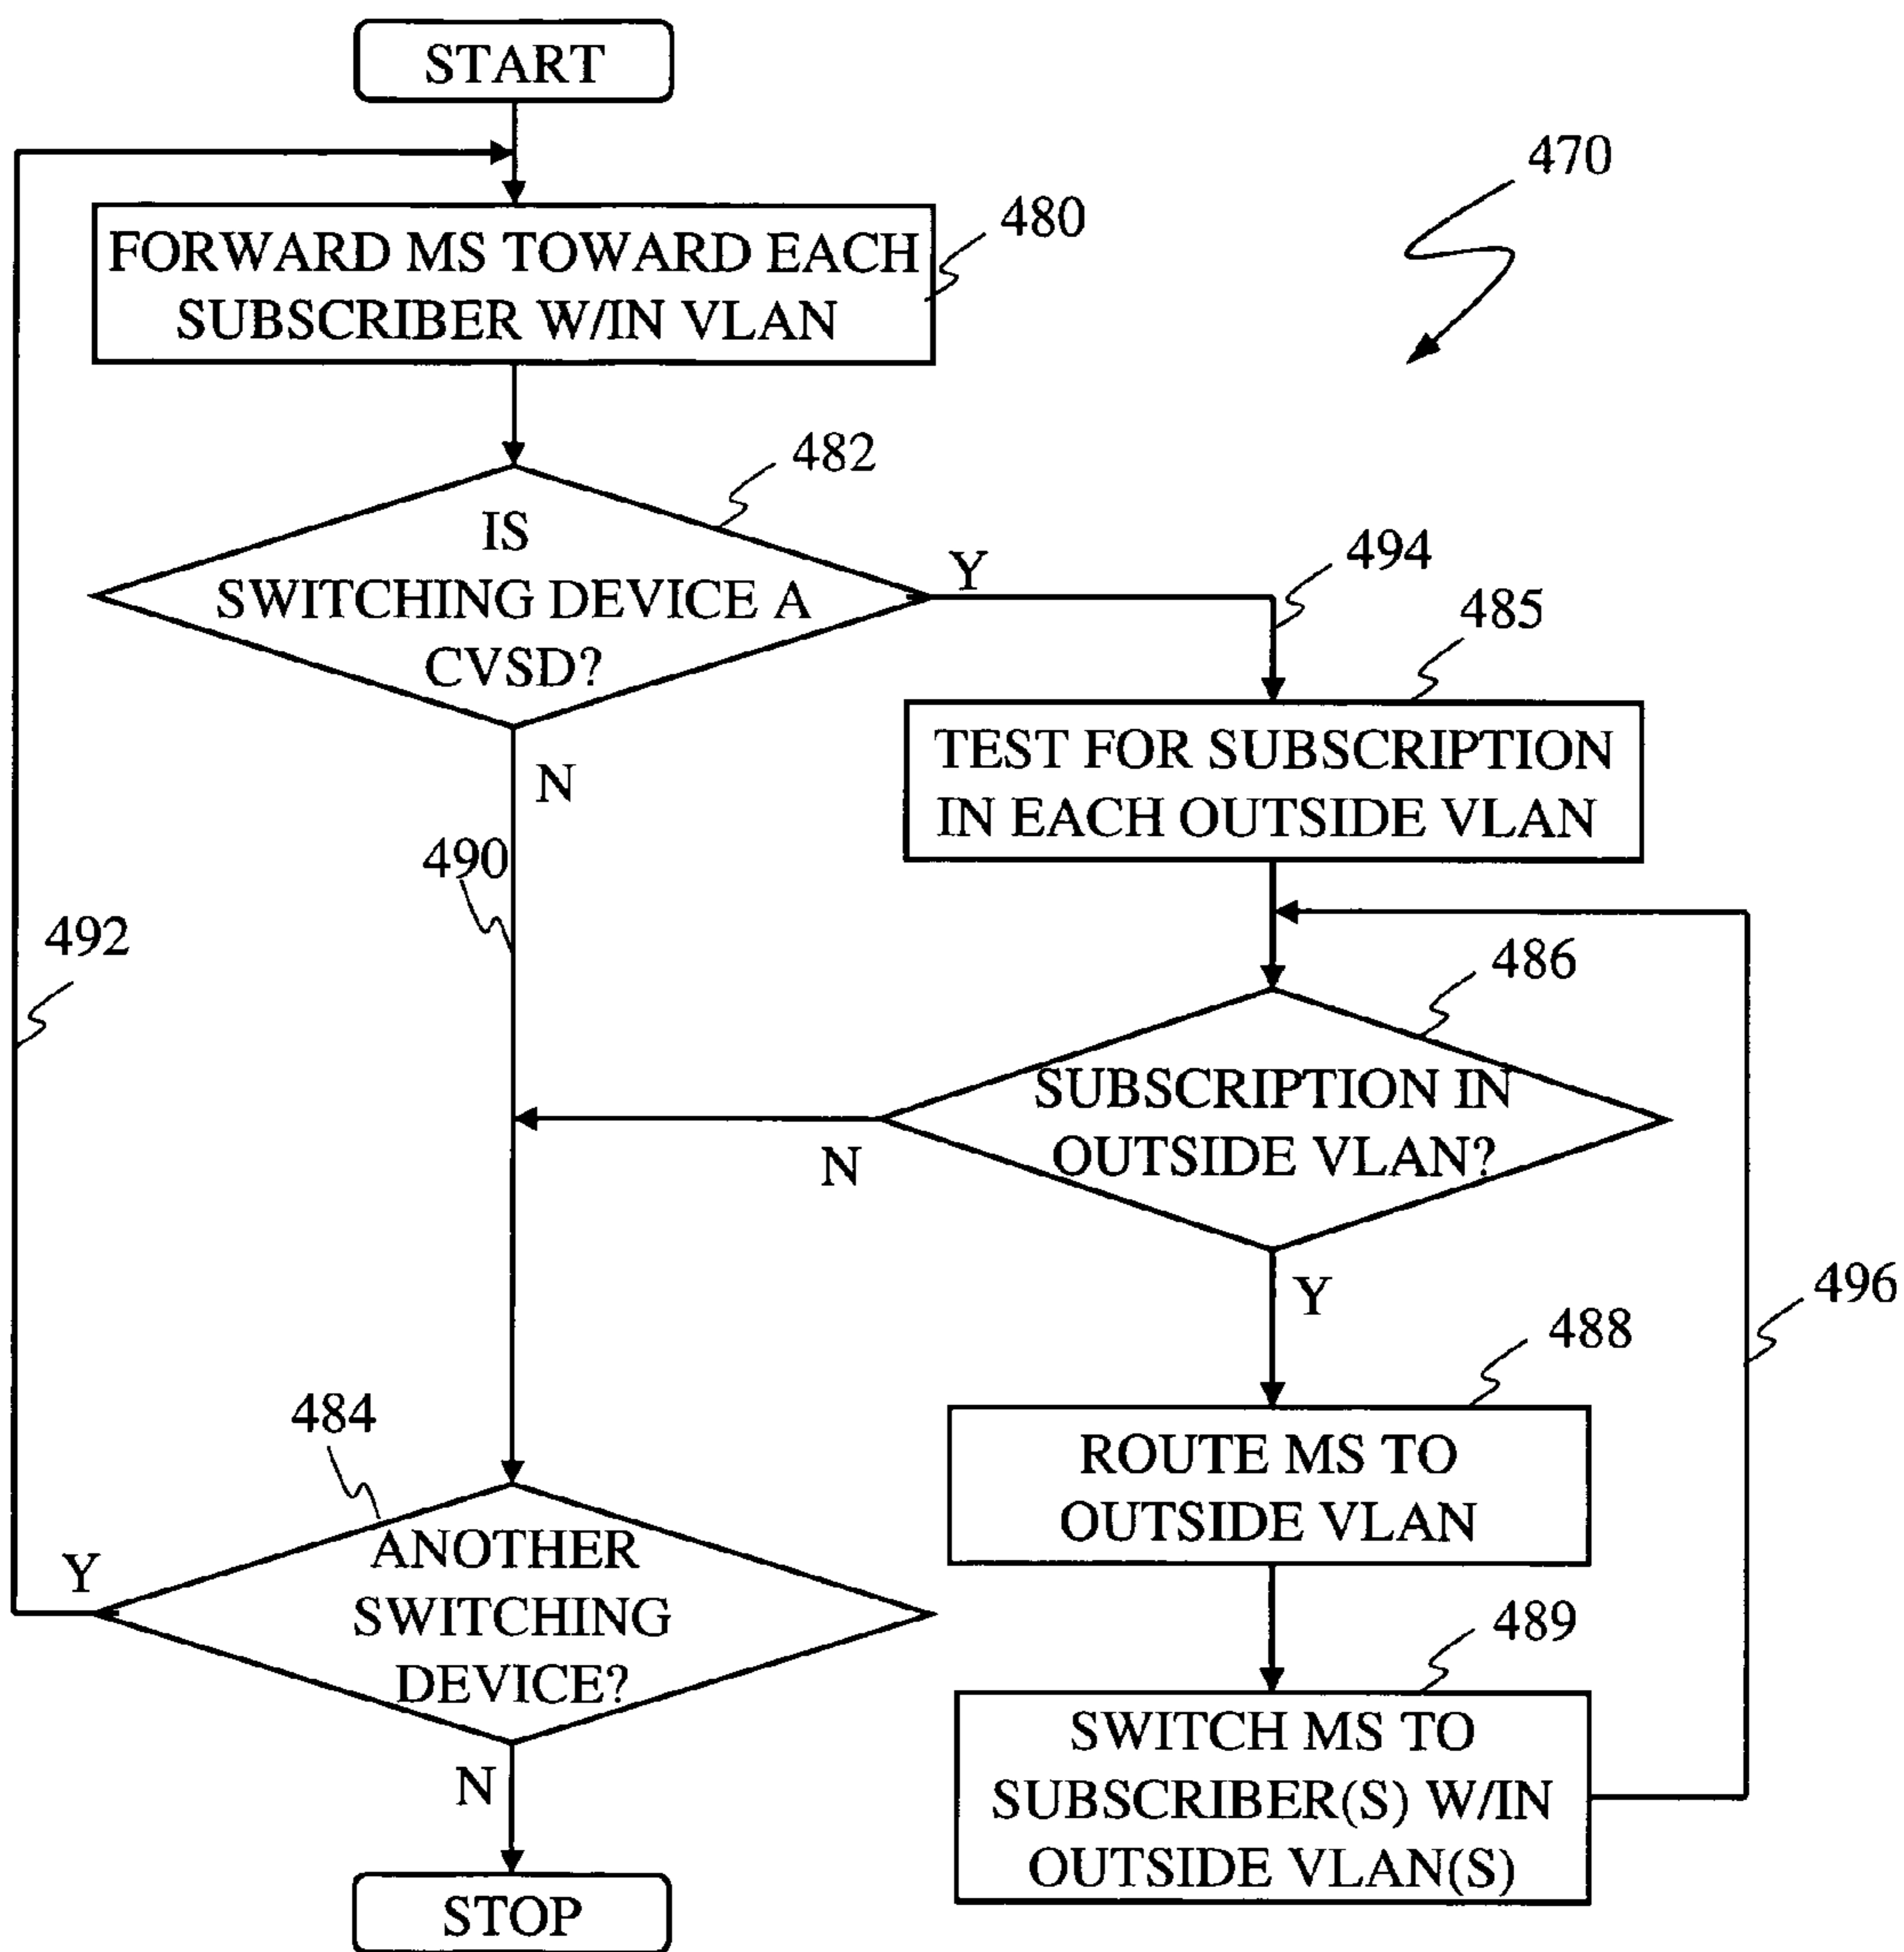 START
470
FORWARD MS TOWARD EACH
SUBSCRIBER W/IN VLAN
480
482
IS
SWITCHING DEVICE A
CVSD?
Y
494
485
N
TEST FOR SUBSCRIPTION
IN EACH OUTSIDE VLAN
490
492
486
SUBSCRIPTION IN
OUTSIDE VLAN?
N
Y
496
488
484
ROUTE MS TO
OUTSIDE VLAN
Y
ANOTHER
SWITCHING
DEVICE?
489
N
SWITCH MS TO
SUBSCRIBER(S) W/IN
OUTSIDE VLAN(S)
STOP